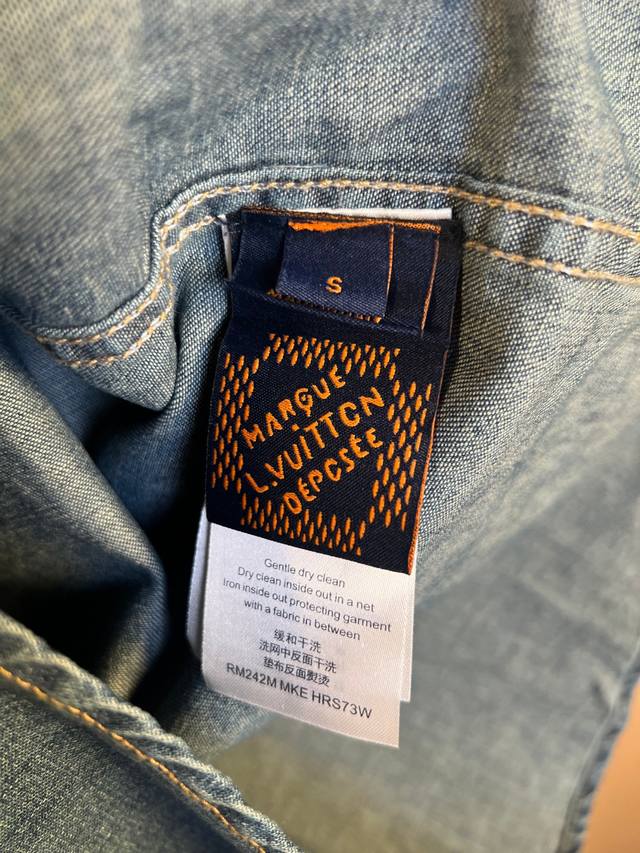 S
MARQUE
L.VUITTON
DÉPOSÉE
Gentle dry clean
Dry clean inside out in a net
Iron inside out protecting garment
with a fabric in between
缓和干洗
洗网中反面干洗
垫布反面熨烫
RM242M MKE HRS73W